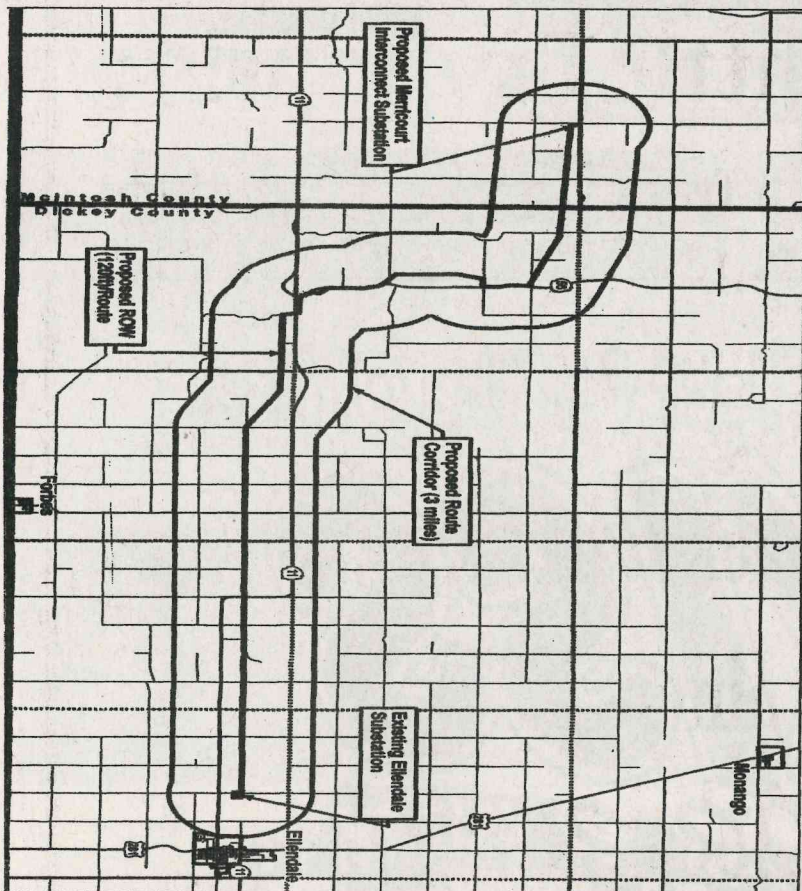 Proposed Merricourt
Interconnect Substation
11
McIntosh County
Dickey County
56
Proposed ROW
(120ft)/Route
Proposed Route
Corridor (3 miles)
Forbes
11
Existing Ellendale
Substation
Monango
281
Ellendale
281
11